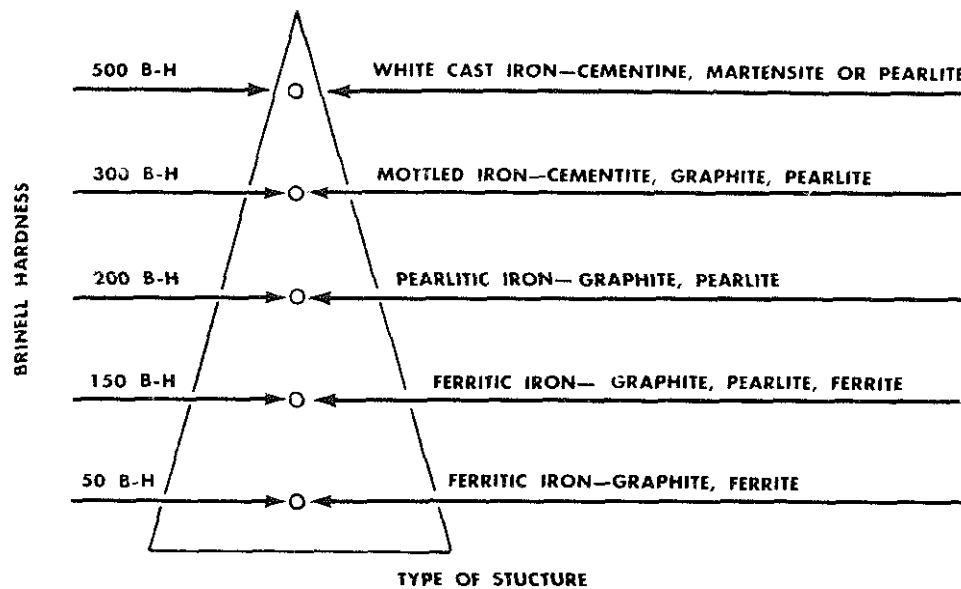 500 B-H
WHITE CAST IRON—CEMENTINE, MARTENSITE OR PEARLITE
300 B-H
MOTTLED IRON—CEMENTITE, GRAPHITE, PEARLITE
BRINELL HARDNESS
200 B-H
PEARLITIC IRON—GRAPHITE, PEARLITE
150 B-H
FERRITIC IRON— GRAPHITE, PEARLITE, FERRITE
50 B-H
FERRITIC IRON—GRAPHITE, FERRITE
TYPE OF STUCTURE